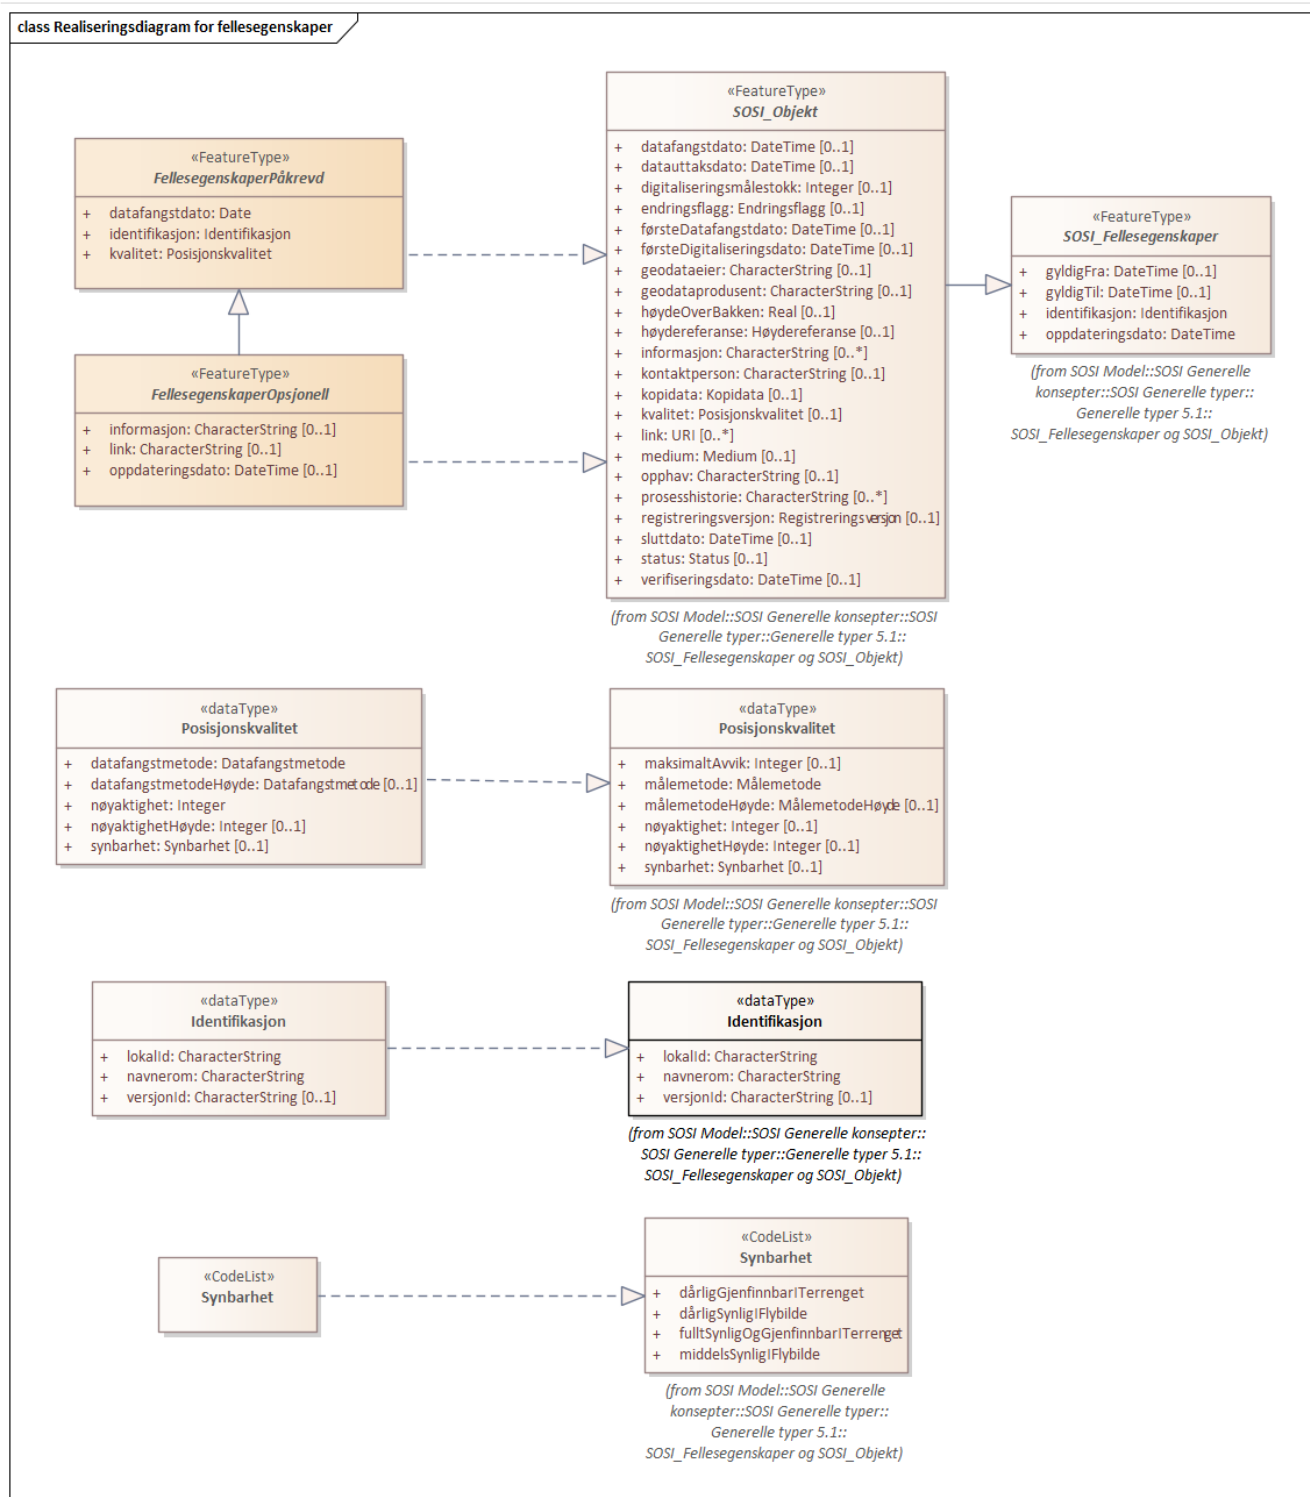 class Realiseringsdiagram for fellesegenskaper
«FeatureType»
FellesegenskaperPåkrevd
+ datafangstdato: Date
+ identifikasjon: Identifikasjon
+ kvalitet: Posisjonskvalitet
«FeatureType»
FellesegenskaperOpsjonell
+ informasjon: CharacterString [0..1]
+ link: CharacterString [0..1]
+ oppdateringsdato: DateTime [0..1]
«FeatureType»
SOSI_Objekt
+ datafangstdato: DateTime [0..1]
+ datauttaksdato: DateTime [0..1]
+ digitaliseringsmålestokk: Integer [0..1]
+ endringsflagg: Endringsflagg [0..1]
+ førsteDatafangstdato: DateTime [0..1]
+ førsteDigitaliseringsdato: DateTime [0..1]
+ geodataeier: CharacterString [0..1]
+ geodataprodusent: CharacterString [0..1]
+ høydeOverBakken: Real [0..1]
+ høydereferanse: Høydereferanse [0..1]
+ informasjon: CharacterString [0..*]
+ kontaktperson: CharacterString [0..1]
+ kopidata: Kopidata [0..1]
+ kvalitet: Posisjonskvalitet [0..1]
+ link: URI [0..*]
+ medium: Medium [0..1]
+ opphav: CharacterString [0..1]
+ prosesshistorie: CharacterString [0..*]
+ registreringsversjon: Registreringsversjon [0..1]
+ sluttdato: DateTime [0..1]
+ status: Status [0..1]
+ verifiseringsdato: DateTime [0..1]
(from SOSI Model::SOSI Generelle konsepter::SOSI
Generelle typer::Generelle typer 5.1::
SOSI_Fellesegenskaper og SOSI_Objekt)
«FeatureType»
SOSI_Fellesegenskaper
+ gyldigFra: DateTime [0..1]
+ gyldigTil: DateTime [0..1]
+ identifikasjon: Identifikasjon
+ oppdateringsdato: DateTime
(from SOSI Model::SOSI Generelle
konsepter::SOSI Generelle typer::
Generelle typer 5.1::
SOSI_Fellesegenskaper og SOSI_Objekt)
«dataType»
Posisjonskvalitet
+ datafangstmetode: Datafangstmetode
+ datafangstmetodeHøyde: Datafangstmetode [0..1]
+ nøyaktighet: Integer
+ nøyaktighetHøyde: Integer [0..1]
+ synbarhet: Synbarhet [0..1]
«dataType»
Posisjonskvalitet
+ maksimaltAvvik: Integer [0..1]
+ målemetode: Målemetode
+ målemetodeHøyde: MålemetodeHøyde [0..1]
+ nøyaktighet: Integer [0..1]
+ nøyaktighetHøyde: Integer [0..1]
+ synbarhet: Synbarhet [0..1]
(from SOSI Model::SOSI Generelle konsepter::SOSI
Generelle typer::Generelle typer 5.1::
SOSI_Fellesegenskaper og SOSI_Objekt)
«dataType»
Identifikasjon
+ lokalId: CharacterString
+ navnerom: CharacterString
+ versjonId: CharacterString [0..1]
«dataType»
Identifikasjon
+ lokalId: CharacterString
+ navnerom: CharacterString
+ versjonId: CharacterString [0..1]
(from SOSI Model::SOSI Generelle konsepter::
SOSI Generelle typer::Generelle typer 5.1::
SOSI_Fellesegenskaper og SOSI_Objekt)
«CodeList»
Synbarhet
«CodeList»
Synbarhet
+ dårligGjenfinnbarITerrenget
+ dårligSynligIFlybilde
+ fulltSynligOgGjenfinnbarITerrenget
+ middelsSynligIFlybilde
(from SOSI Model::SOSI Generelle
konsepter::SOSI Generelle typer::
Generelle typer 5.1::
SOSI_Fellesegenskaper og SOSI_Objekt)